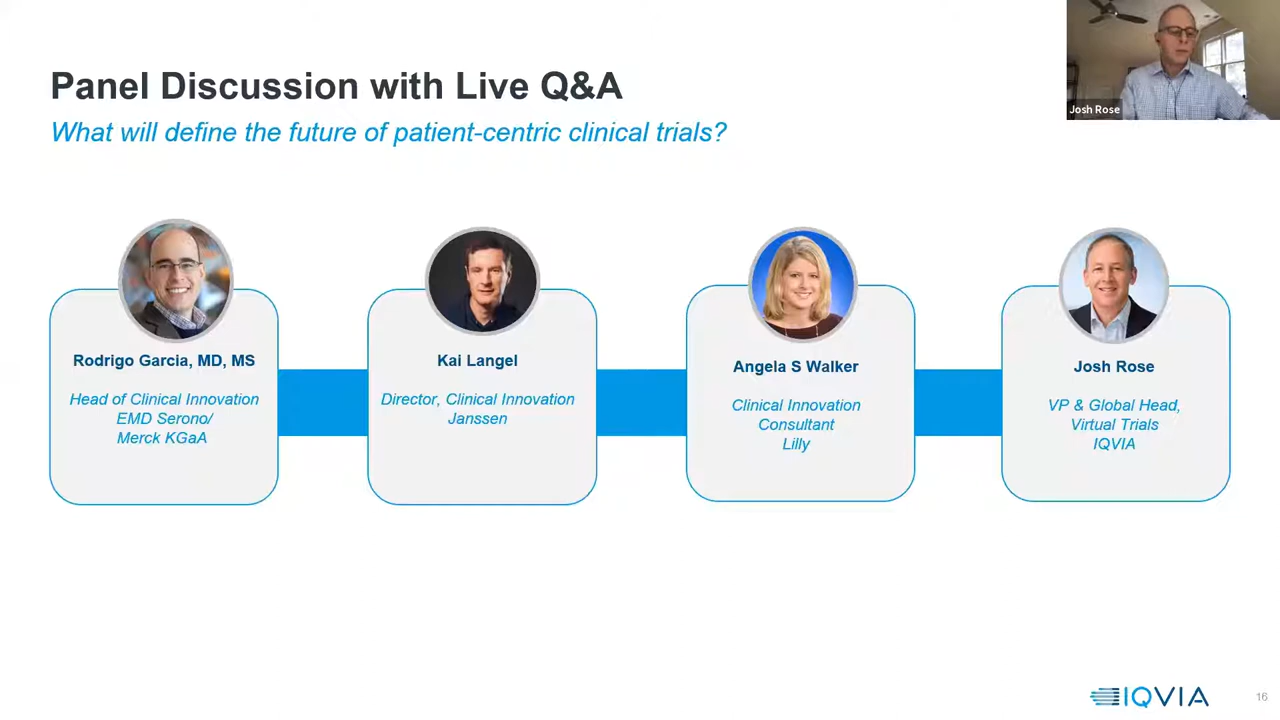 Panel Discussion with Live Q&A
What will define the future of patient-centric clinical trials?
Josh Rose
Rodrigo Garcia, MD, MS
Head of Clinical Innovation
EMD Serono/
Merck KGaA
Kai Langel
Director, Clinical Innovation
Janssen
Angela S Walker
Clinical Innovation
Consultant
Lilly
Josh Rose
VP & Global Head,
Virtual Trials
IQVIA
IQVIA
16